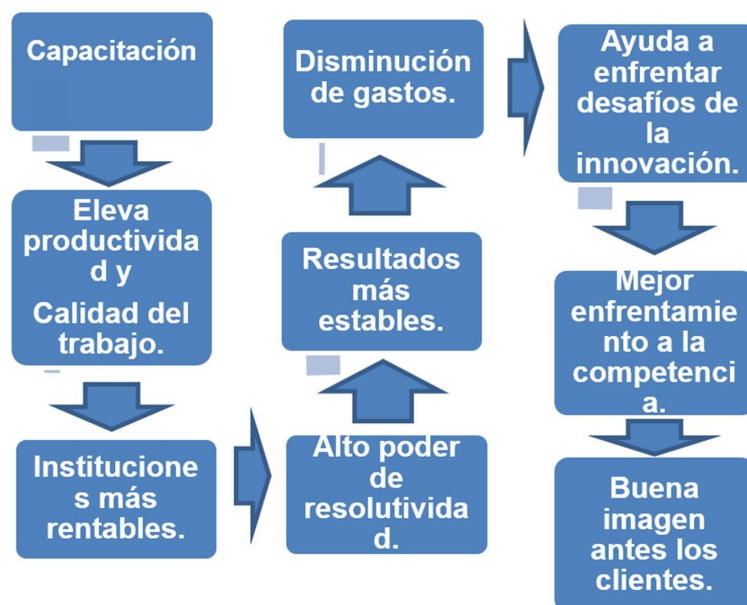 Capacitación
Eleva
productivida
d y
Calidad del
trabajo.
Institucione
s más
rentables.
Alto poder
de
resolutivida
d.
Resultados
más
estables.
Disminución
de gastos.
Ayuda a
enfrentar
desafíos de
la
innovación.
Mejor
enfrentamie
nto a la
competenci
a.
Buena
imagen
antes los
clientes.